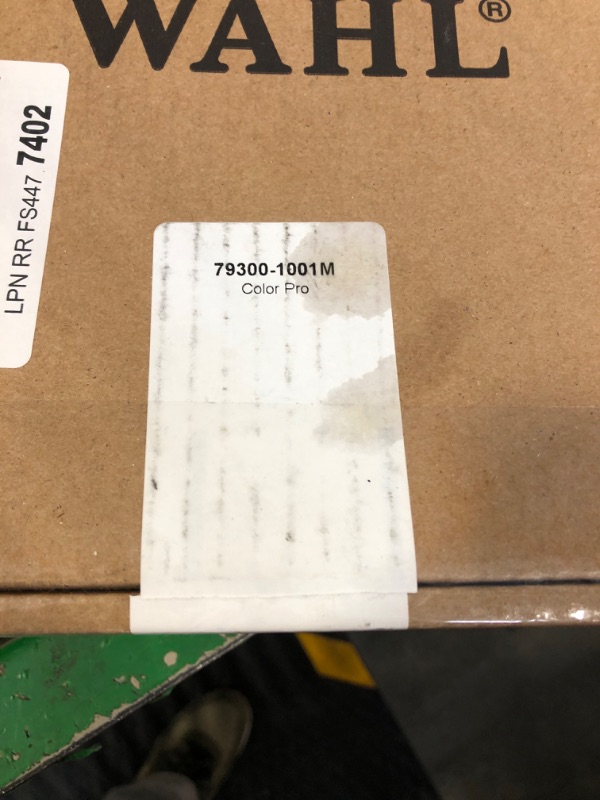 WAHL®
LPN RR FS447 7402
79300-1001M
Color Pro